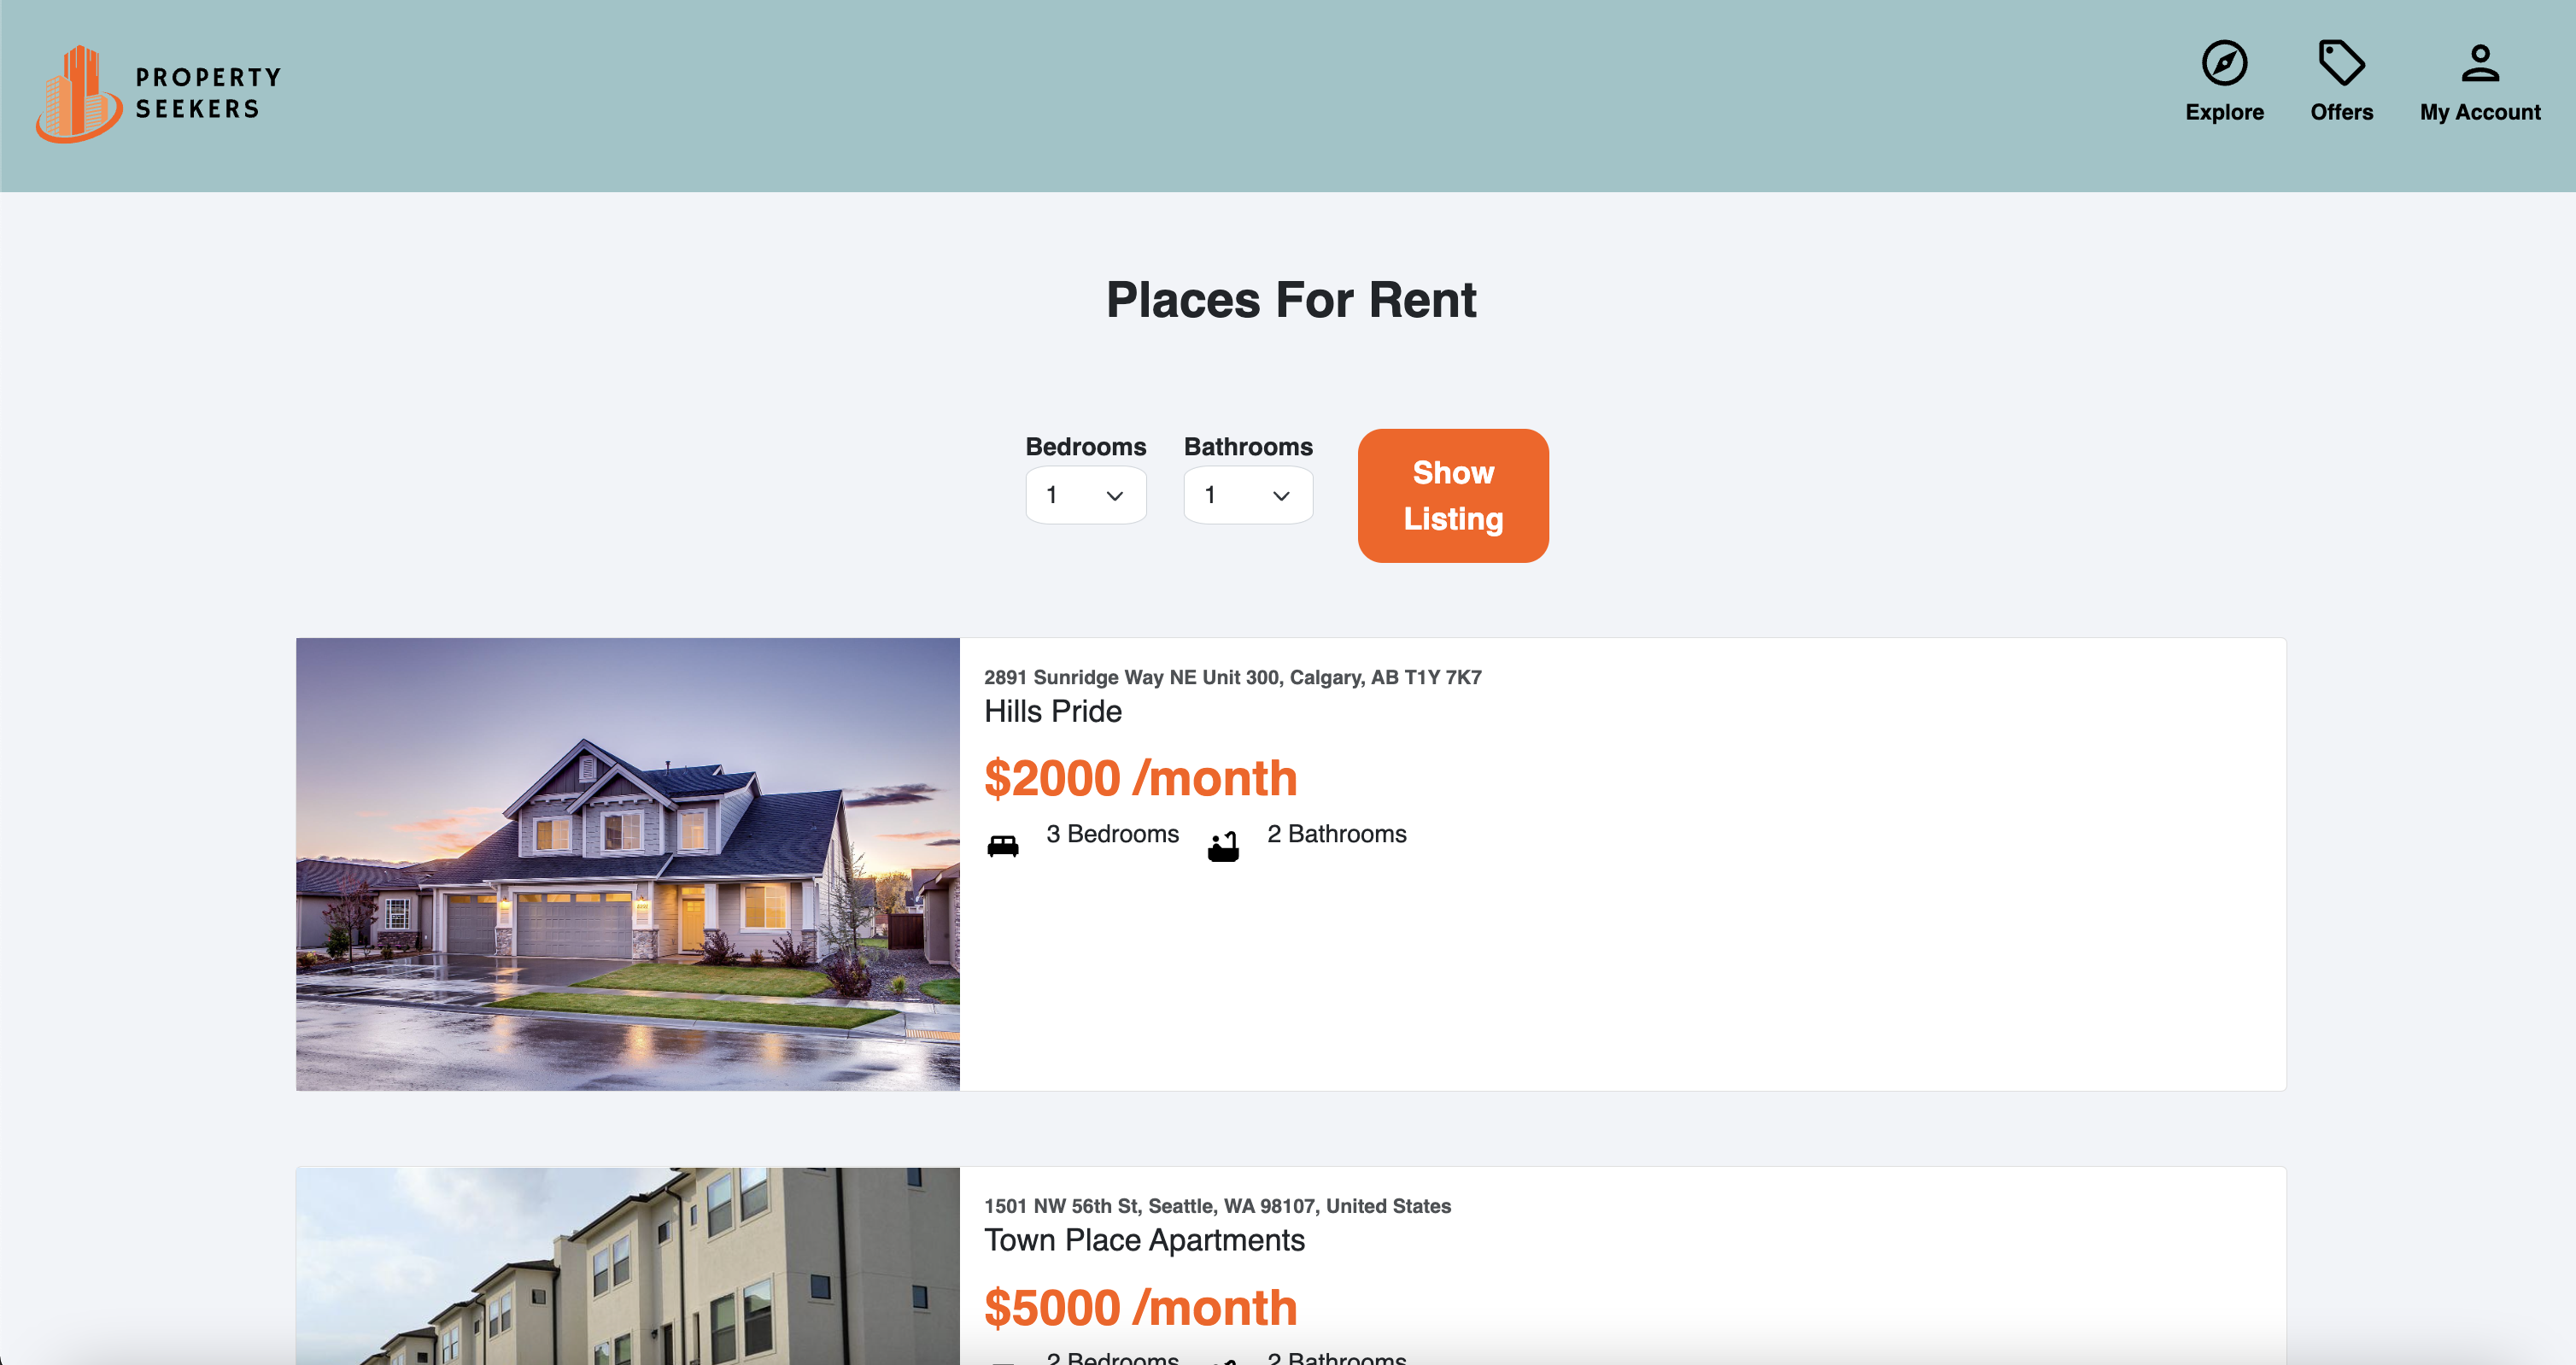 PROPERTY
SEEKERS
Explore
Offers
My Account
Places For Rent
Bedrooms
Bathrooms
1
1
Show
Listing
2891 Sunridge Way NE Unit 300, Calgary, AB T1Y 7K7
Hills Pride
$2000 /month
3 Bedrooms
2 Bathrooms
1501 NW 56th St, Seattle, WA 98107, United States
Town Place Apartments
$5000 /month
2 Bedrooms
2 Bathrooms